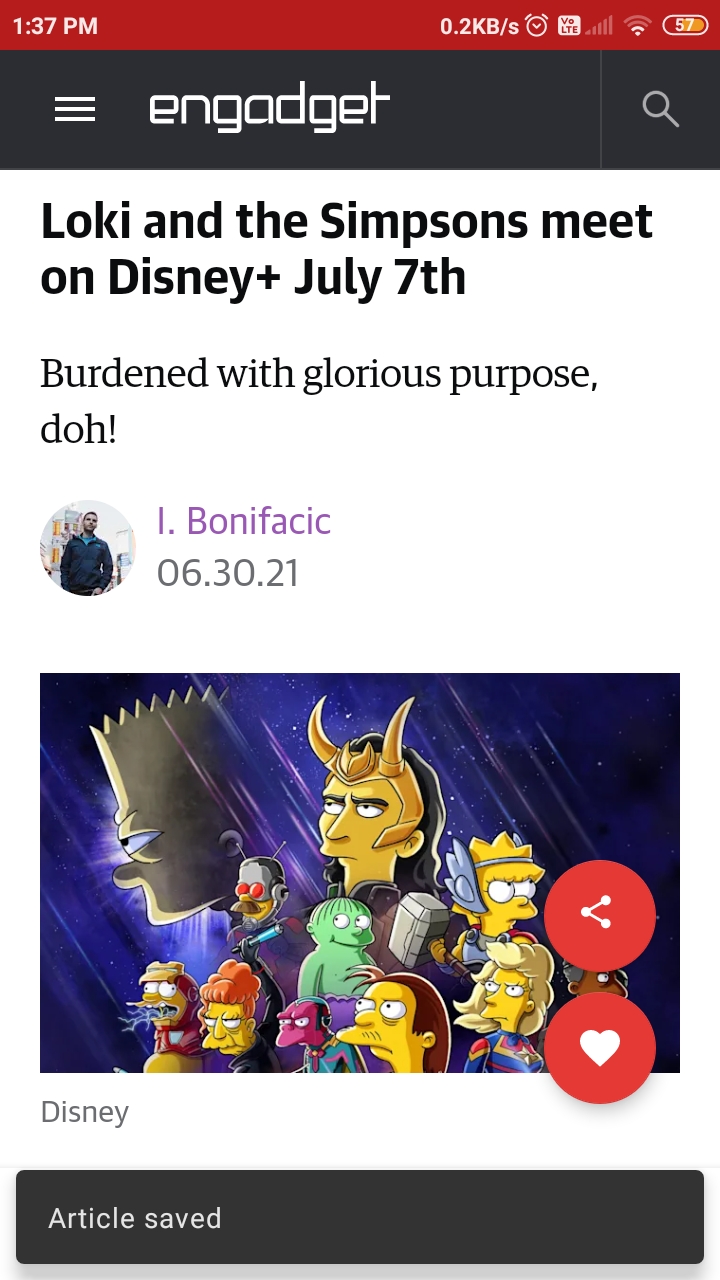 1:37 PM
0.2KB/s Vo LTE 57
engadget
Loki and the Simpsons meet
on Disney+ July 7th
Burdened with glorious purpose,
doh!
I. Bonifacic
06.30.21
Disney
Article saved